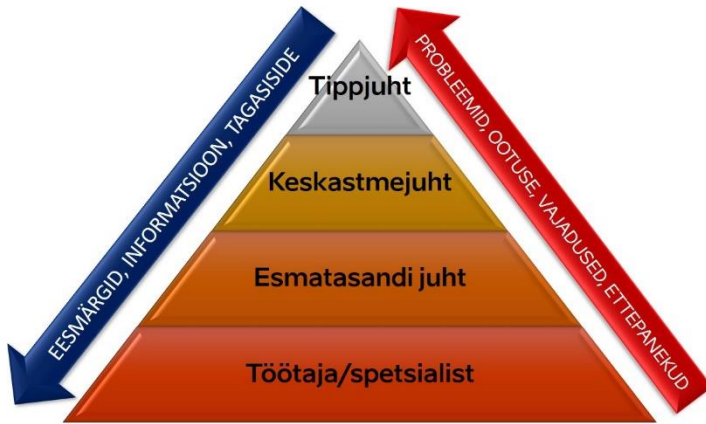 EESMÄRGID, INFORMATSIOON, TAGASISIDE
Tippjuht
Keskastmejuht
Esmatasandi juht
Töötaja/spetsialist
PROBLEEMID, OOTUSE, VAJADUSED, ETTEPANEKUD